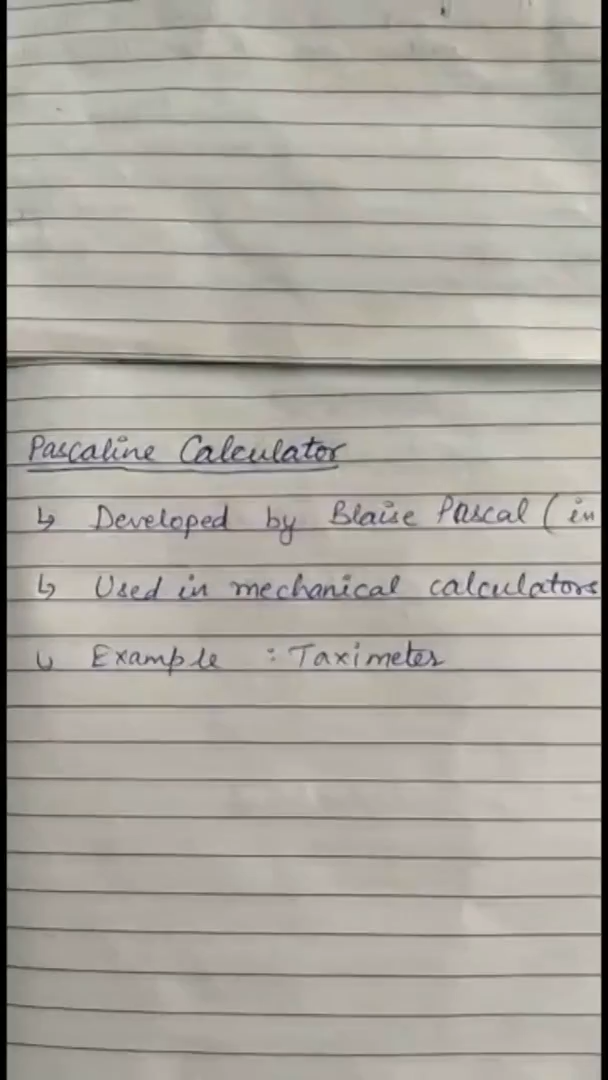 Pascaline Calculator
↳ Developed by Blaise Pascal (in
↳ Used in mechanical calculators
↳ Example : Taximeter